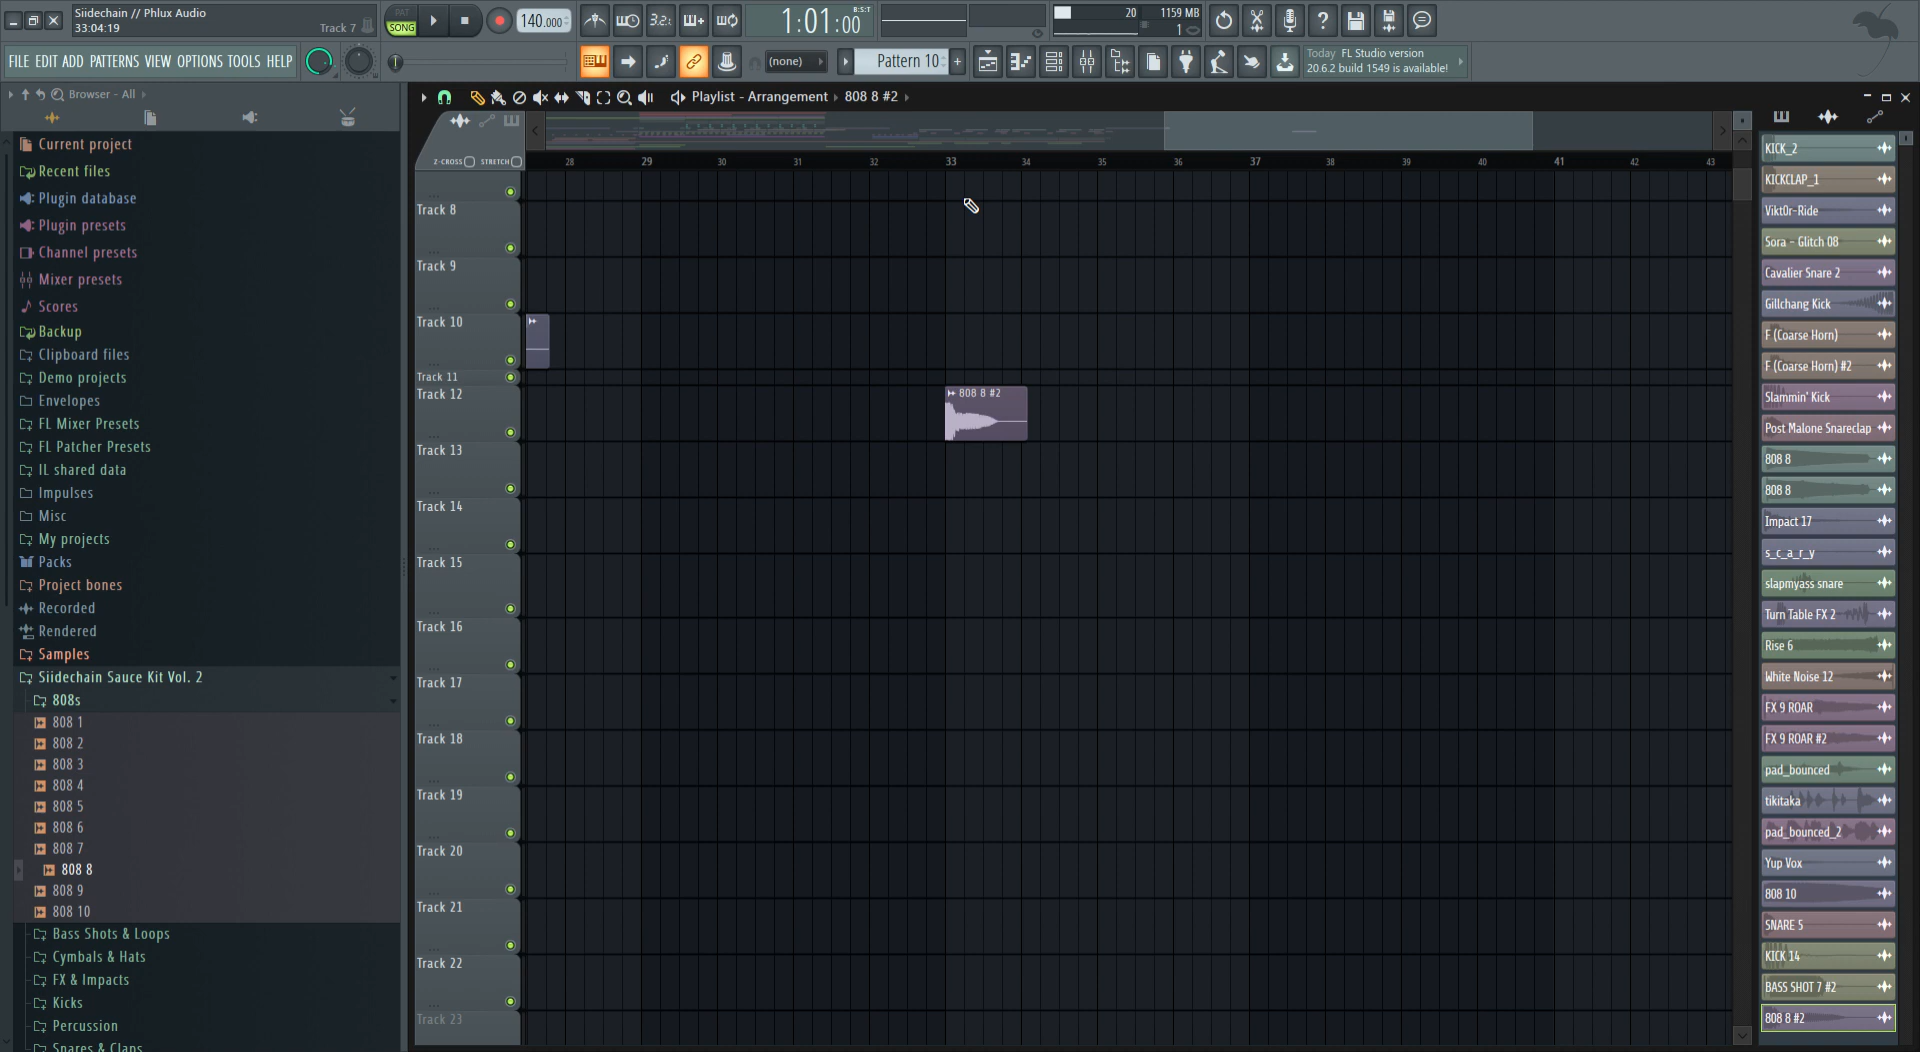 Siidechain // Phlux Audio
33:04:19
Track 7
PAT
SONG
140.000
3.2.
1:01:00
B:S:T
20
1159 MB
1
FILE EDIT ADD PATTERNS VIEW OPTIONS TOOLS HELP
(none)
Pattern 10
+
Today FL Studio version
20.6.2 build 1549 is available!
Browser - All
Playlist - Arrangement
808 8 #2
Z-CROSS
STRETCH
28 29 30 31 32 33 34 35 36 37 38 39 40 41 42 43
Current project
Recent files
Plugin database
Plugin presets
Channel presets
Mixer presets
Scores
Backup
Clipboard files
Demo projects
Envelopes
FL Mixer Presets
FL Patcher Presets
IL shared data
Impulses
Misc
My projects
Packs
Project bones
Recorded
Rendered
Samples
Siidechain Sauce Kit Vol. 2
808s
808 1
808 2
808 3
808 4
808 5
808 6
808 7
808 8
808 9
808 10
Bass Shots & Loops
Cymbals & Hats
FX & Impacts
Kicks
Percussion
Snares & Claps
Track 8
Track 9
Track 10
Track 11
Track 12
Track 13
Track 14
Track 15
Track 16
Track 17
Track 18
Track 19
Track 20
Track 21
Track 22
Track 23
808 8 #2
KICK_2
KICKCLAP_1
Vikt0r-Ride
Sora - Glitch 08
Cavalier Snare 2
Gillchang Kick
F (Coarse Horn)
F (Coarse Horn) #2
Slammin' Kick
Post Malone Snareclap
808 8
808 8
Impact 17
s_c_a_r_y
slapmyass snare
Turn Table FX 2
Rise 6
White Noise 12
FX 9 ROAR
FX 9 ROAR #2
pad_bounced
tikitaka
pad_bounced_2
Yup Vox
808 10
SNARE 5
KICK 14
BASS SHOT 7 #2
808 8 #2